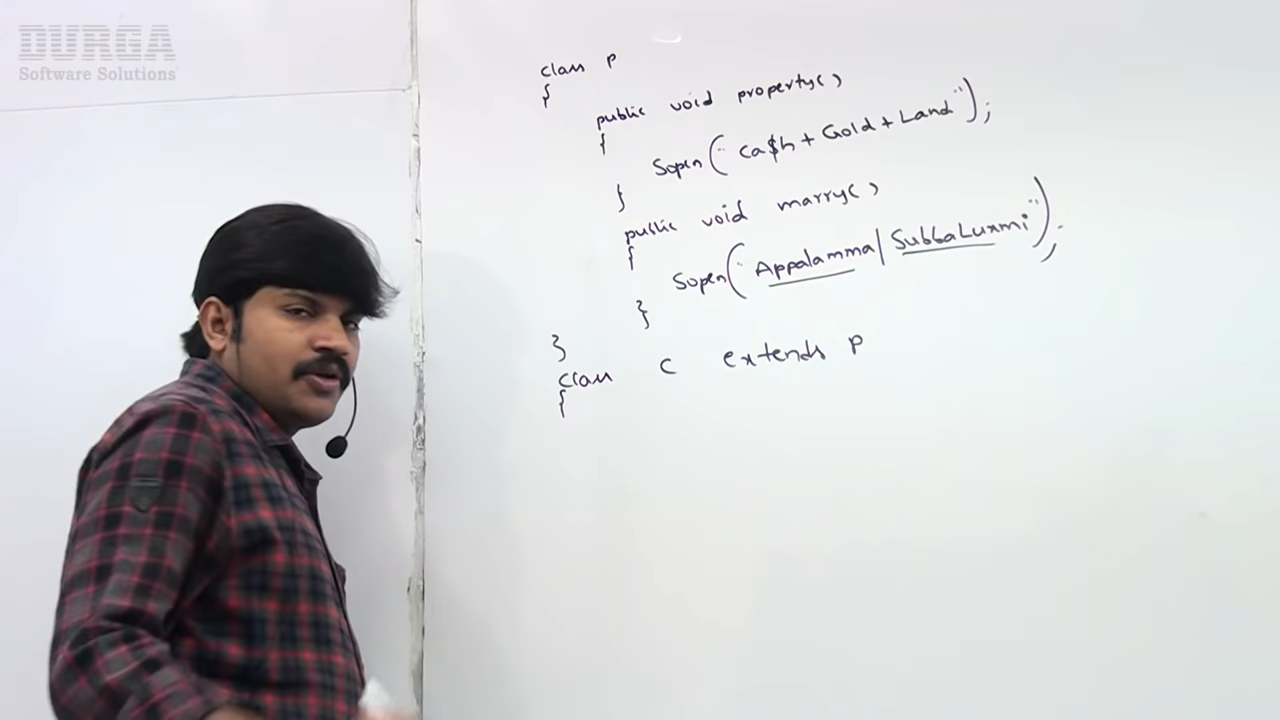 DURGA
Software Solutions
class P
{
public void property()
{
Sopln("Ca$h + Gold + Land");
}
public void marry()
{
Sopln("Appalamma/SubbaLuxmi");
}
}
class C extends P
{